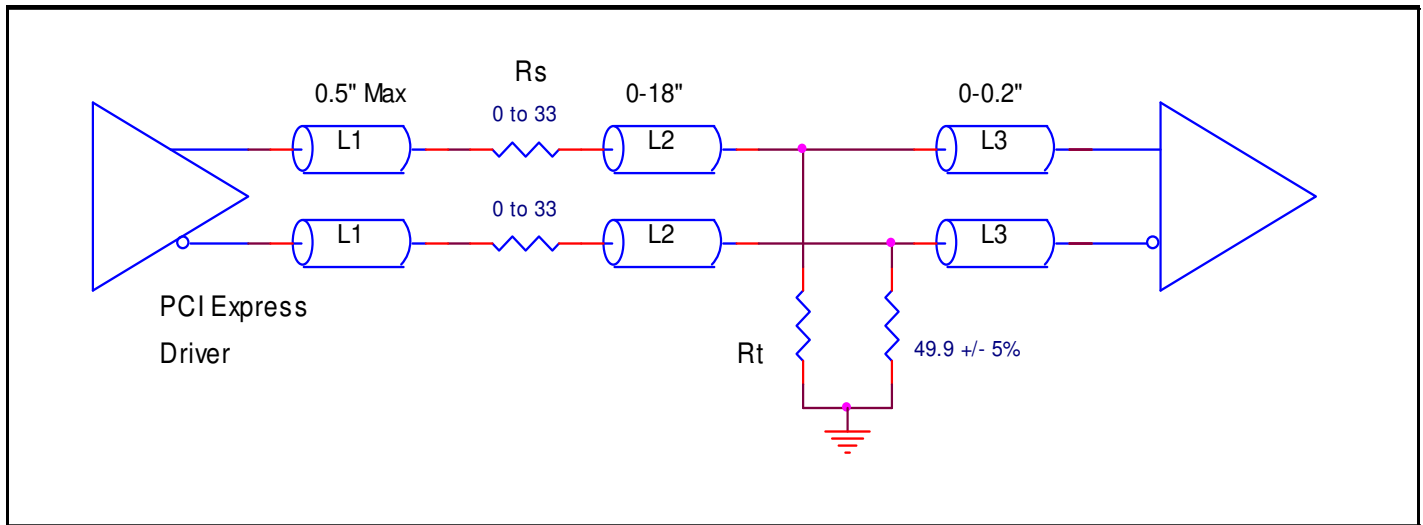 Rs
0.5" Max
0-18"
0-0.2"
0 to 33
L1
L2
L3
0 to 33
L1
L2
L3
PCI Express
Driver
Rt
49.9 +/- 5%